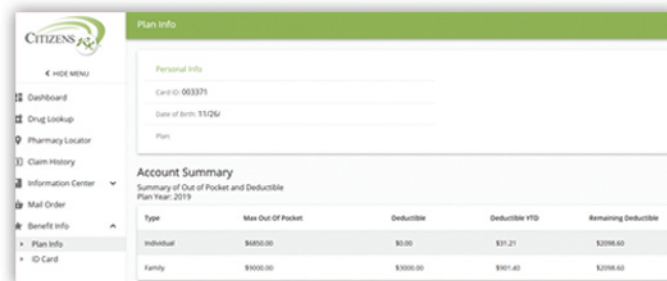 CITIZENS Rx
Plan Info
HIDE MENU
Dashboard
Drug Lookup
Pharmacy Locator
Claim History
Information Center
Mail Order
Benefit Info
Plan Info
ID Card
Personal Info
Card ID: 003371
Date of Birth: 11/26/
Plan:
Account Summary
Summary of Out of Pocket and Deductible
Plan Year: 2019
Type Max Out Of Pocket Deductible Deductible YTD Remaining Deductible
Individual $6850.00 $0.00 $31.21 $2098.60
Family $9000.00 $3000.00 $901.40 $2098.60